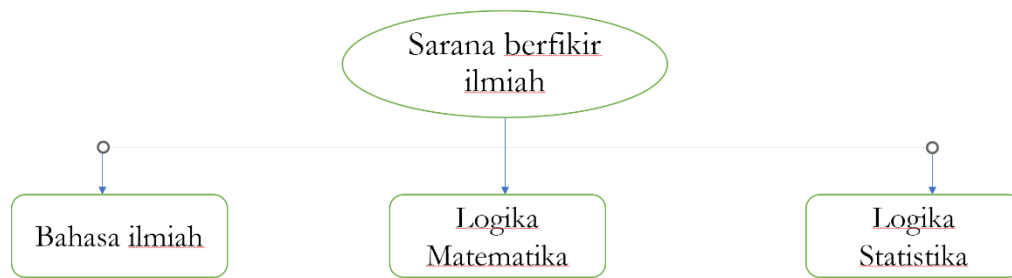 Sarana berfikir
ilmiah
Bahasa ilmiah
Logika
Matematika
Logika
Statistika